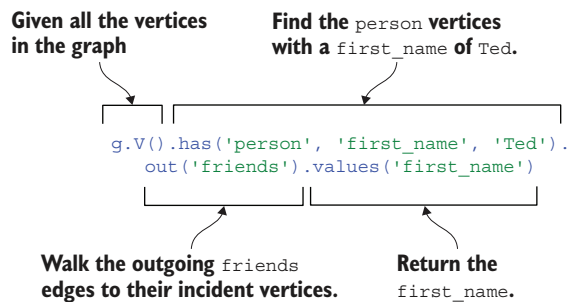 Given all the vertices
in the graph
Find the person vertices
with a first_name of Ted.
g.V().has('person', 'first_name', 'Ted').
out('friends').values('first_name')
Walk the outgoing friends
edges to their incident vertices.
Return the
first_name.